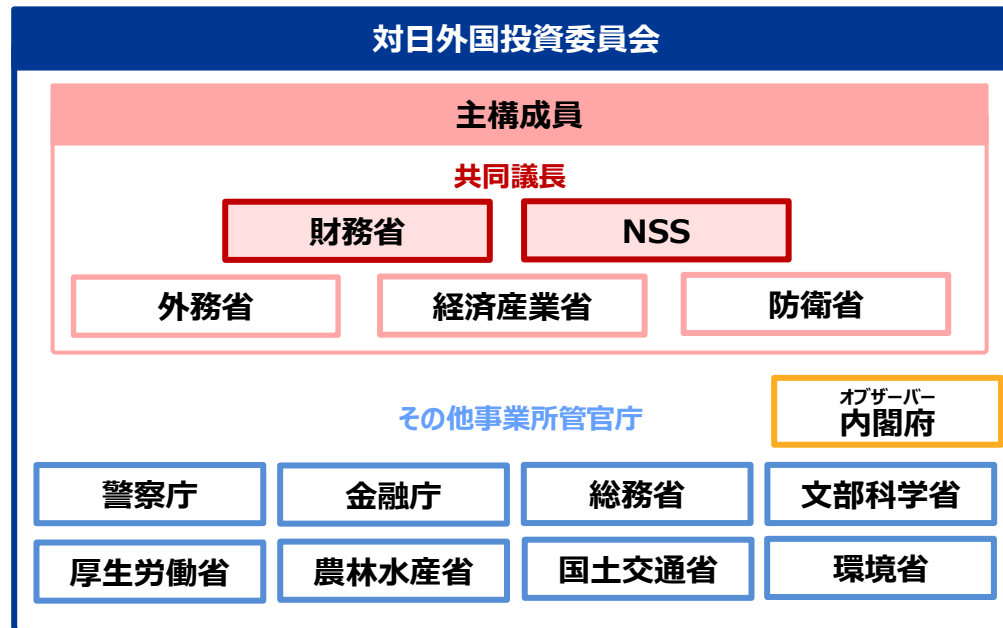 対日外国投資委員会
主構成員
共同議長
財務省
NSS
外務省
経済産業省
防衛省
オブザーバー
内閣府
その他事業所管官庁
警察庁
金融庁
総務省
文部科学省
厚生労働省
農林水産省
国土交通省
環境省